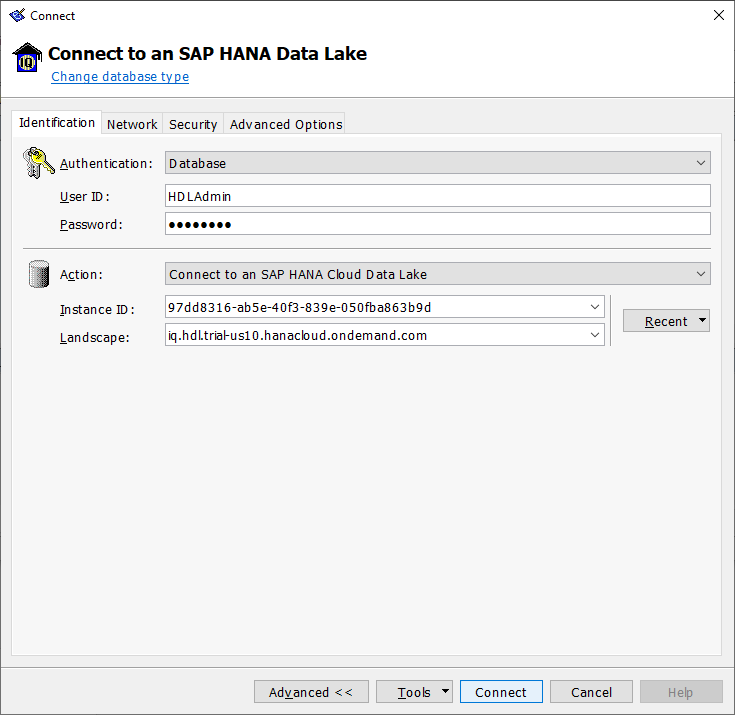 Connect
IQ
Connect to an SAP HANA Data Lake
Change database type
Identification Network Security Advanced Options
Authentication: Database
User ID: HDLAdmin
Password: ●●●●●●●●
Action: Connect to an SAP HANA Cloud Data Lake
Instance ID: 97dd8316-ab5e-40f3-839e-050fba863b9d
Landscape: iq.hdl.trial-us10.hanacloud.ondemand.com
Recent
Advanced << Tools Connect Cancel Help